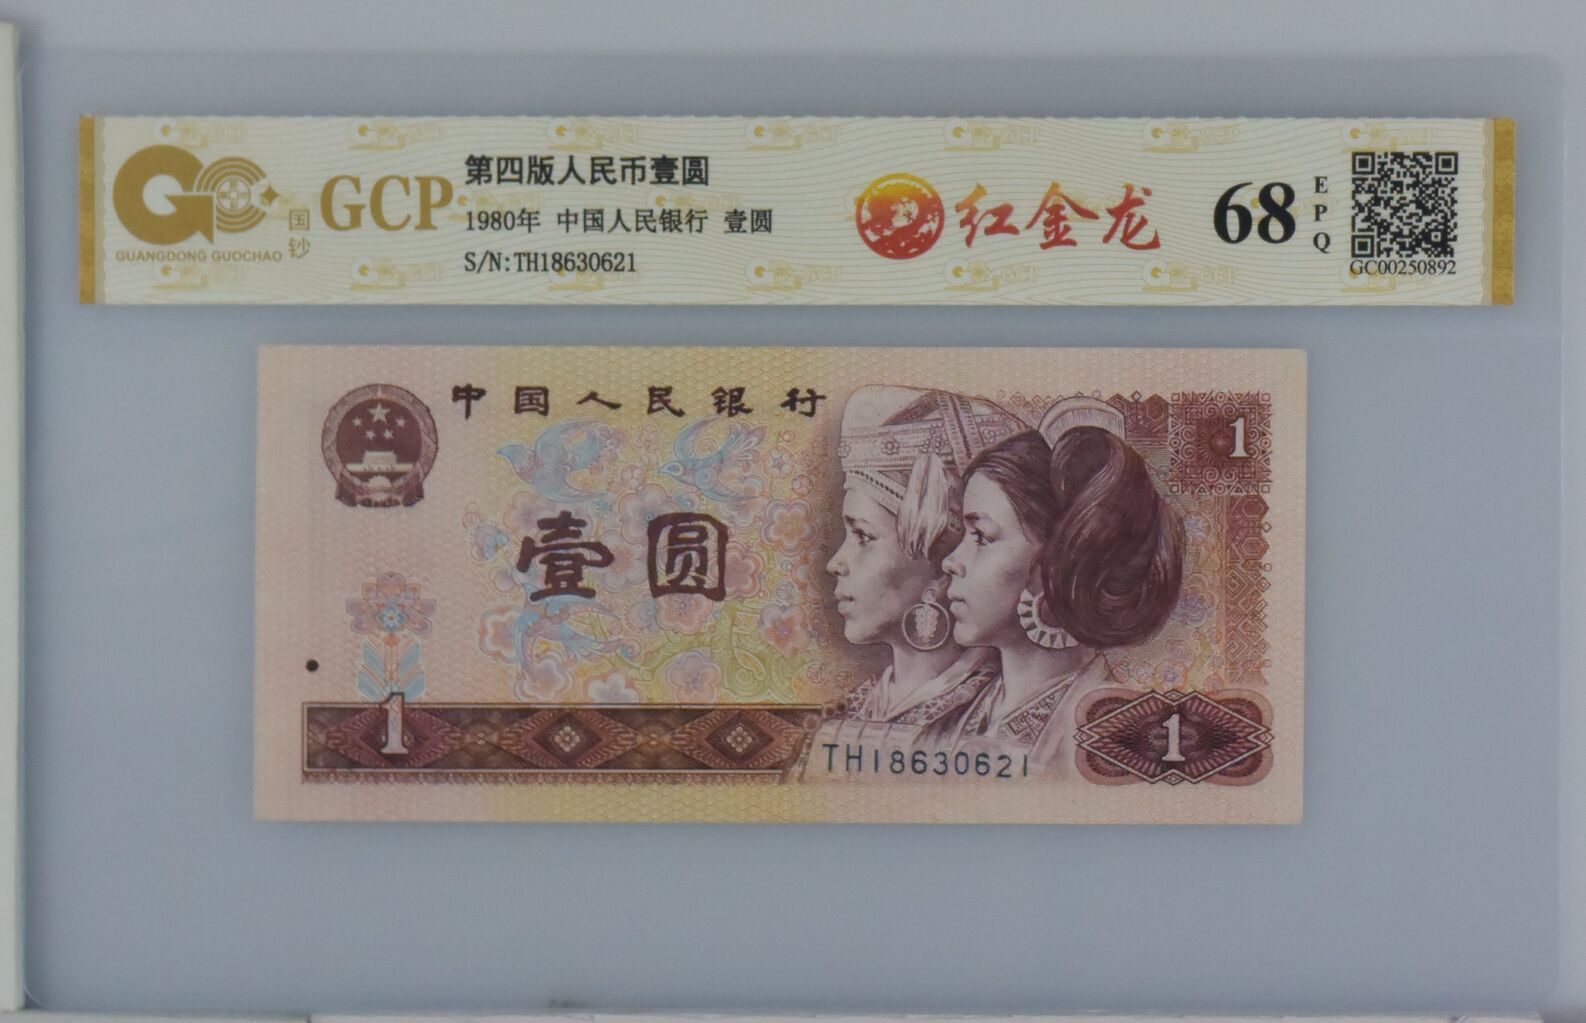 GUANGDONG GUOCHAO
国钞
GCP
第四版人民币壹圆
1980年 中国人民银行 壹圆
S/N:TH18630621
红金龙
68
EPQ
GC00250892
中国人民银行
1
壹圆
1
TH18630621
1